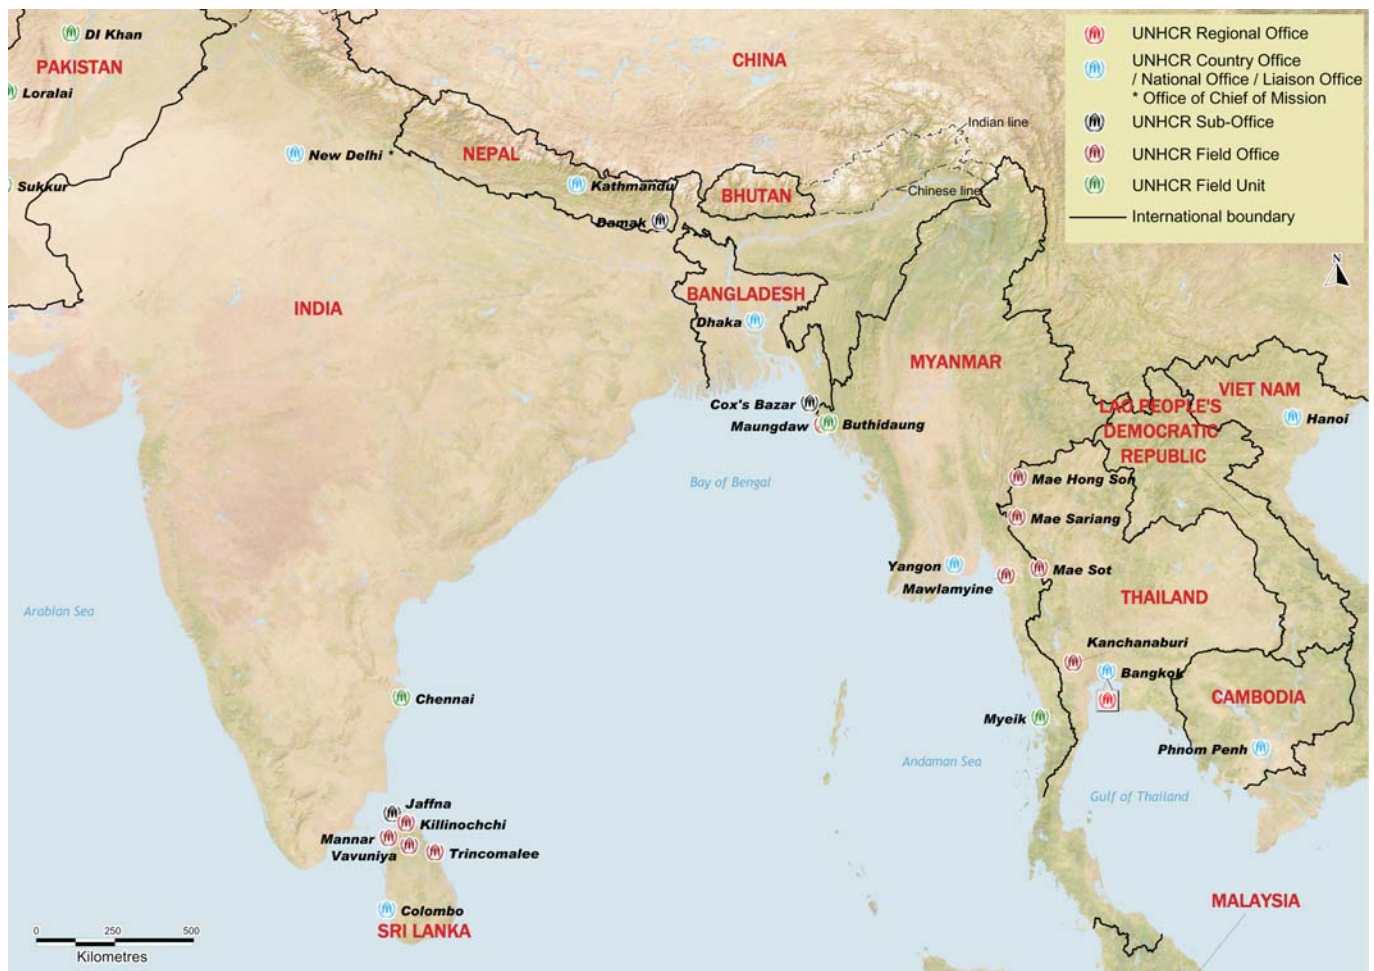 DI Khan
PAKISTAN
Loralai
Sukkur
CHINA
UNHCR Regional Office
UNHCR Country Office
/ National Office / Liaison Office
* Office of Chief of Mission
UNHCR Sub-Office
UNHCR Field Office
UNHCR Field Unit
International boundary
N
Indian line
Chinese line
New Delhi *
NEPAL
Kathmandu
BHUTAN
Damak
INDIA
BANGLADESH
Dhaka
MYANMAR
VIET NAM
Hanoi
LAO PEOPLE'S
DEMOCRATIC
REPUBLIC
Cox's Bazar
Maungdaw
Buthidaung
Bay of Bengal
Mae Hong Son
Mae Sariang
Yangon
Mae Sot
Mawlamyine
THAILAND
Arabian Sea
Kanchanaburi
Bangkok
Chennai
CAMBODIA
Myeik
Phnom Penh
Andaman Sea
Gulf of Thailand
Jaffna
Killinochchi
Mannar
Vavuniya
Trincomalee
Colombo
SRI LANKA
MALAYSIA
0 250 500
Kilometres